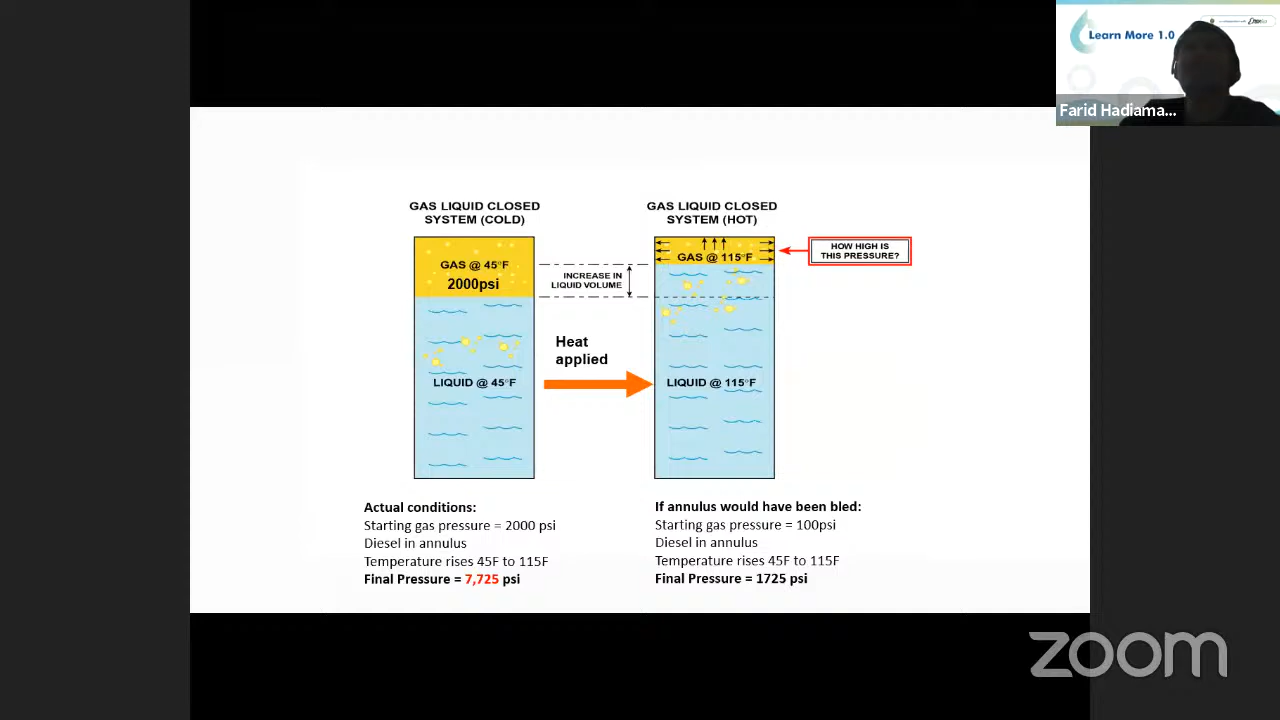 Learn More 1.0
Farid Hadiama...
GAS LIQUID CLOSED
SYSTEM (COLD)
GAS LIQUID CLOSED
SYSTEM (HOT)
GAS @ 45°F
2000psi
INCREASE IN
LIQUID VOLUME
GAS @ 115°F
HOW HIGH IS
THIS PRESSURE?
Heat
applied
LIQUID @ 45°F
LIQUID @ 115°F
Actual conditions:
Starting gas pressure = 2000 psi
Diesel in annulus
Temperature rises 45F to 115F
Final Pressure = 7,725 psi
If annulus would have been bled:
Starting gas pressure = 100psi
Diesel in annulus
Temperature rises 45F to 115F
Final Pressure = 1725 psi
zoom